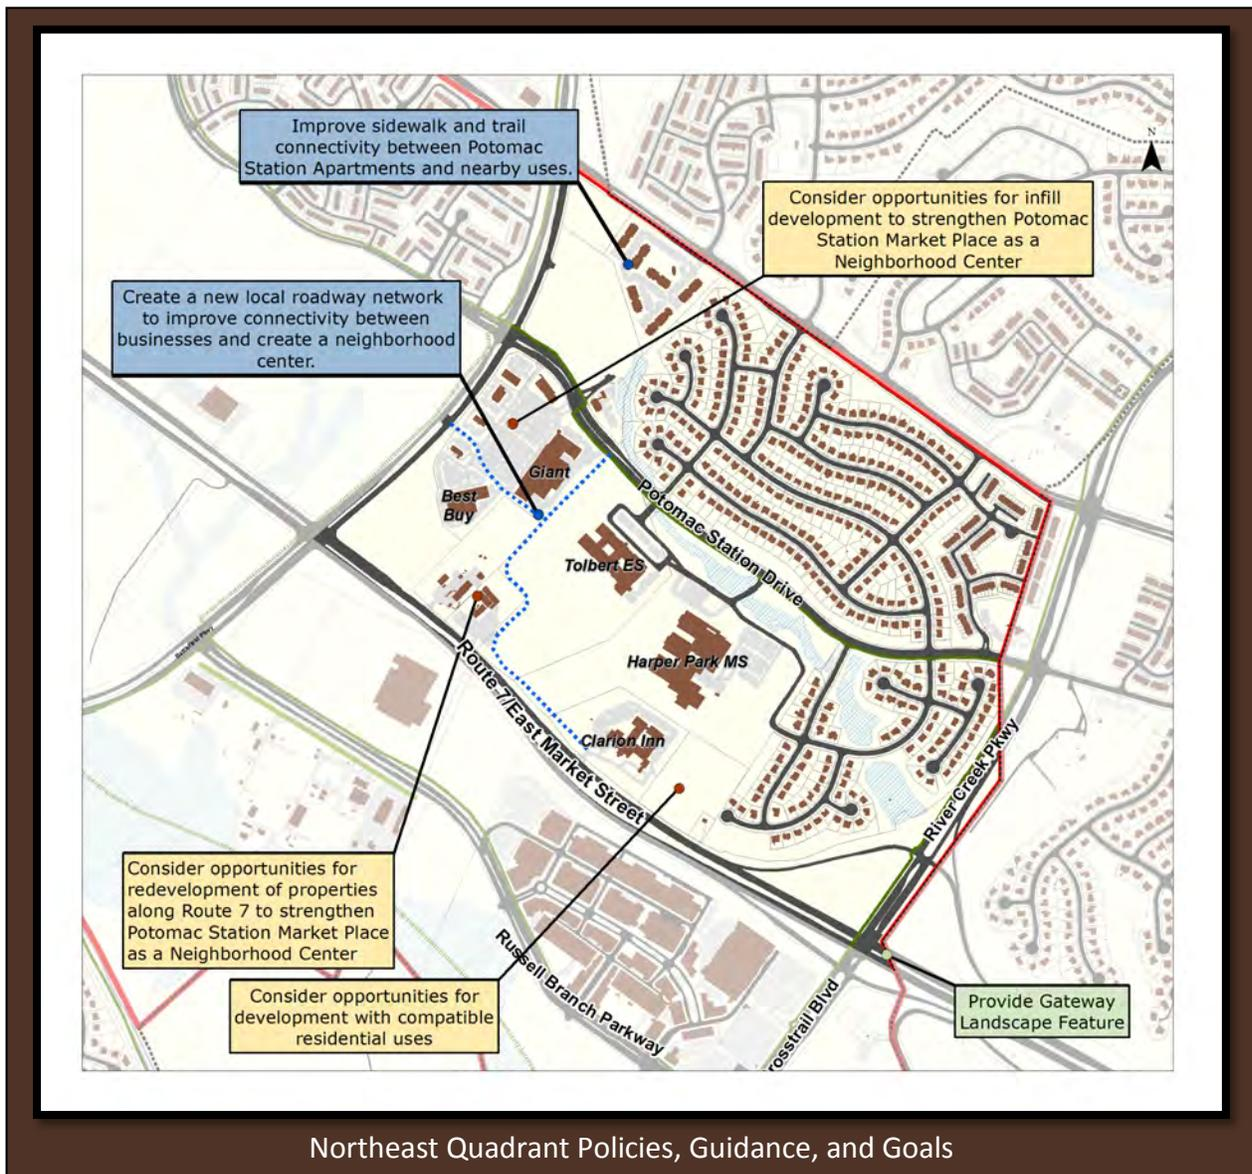 Improve sidewalk and trail
connectivity between Potomac
Station Apartments and nearby uses.
N
Consider opportunities for infill
development to strengthen Potomac
Station Market Place as a
Neighborhood Center
Create a new local roadway network
to improve connectivity between
businesses and create a neighborhood
center.
Giant
Best
Buy
Potomac Station Drive
Tolbert ES
Harper Park MS
Route 7/East Market Street
Clarion Inn
River Creek Pkwy
Consider opportunities for
redevelopment of properties
along Route 7 to strengthen
Potomac Station Market Place
as a Neighborhood Center
Russell Branch Parkway
Consider opportunities for
development with compatible
residential uses
rosstrail Blvd
Provide Gateway
Landscape Feature
Northeast Quadrant Policies, Guidance, and Goals